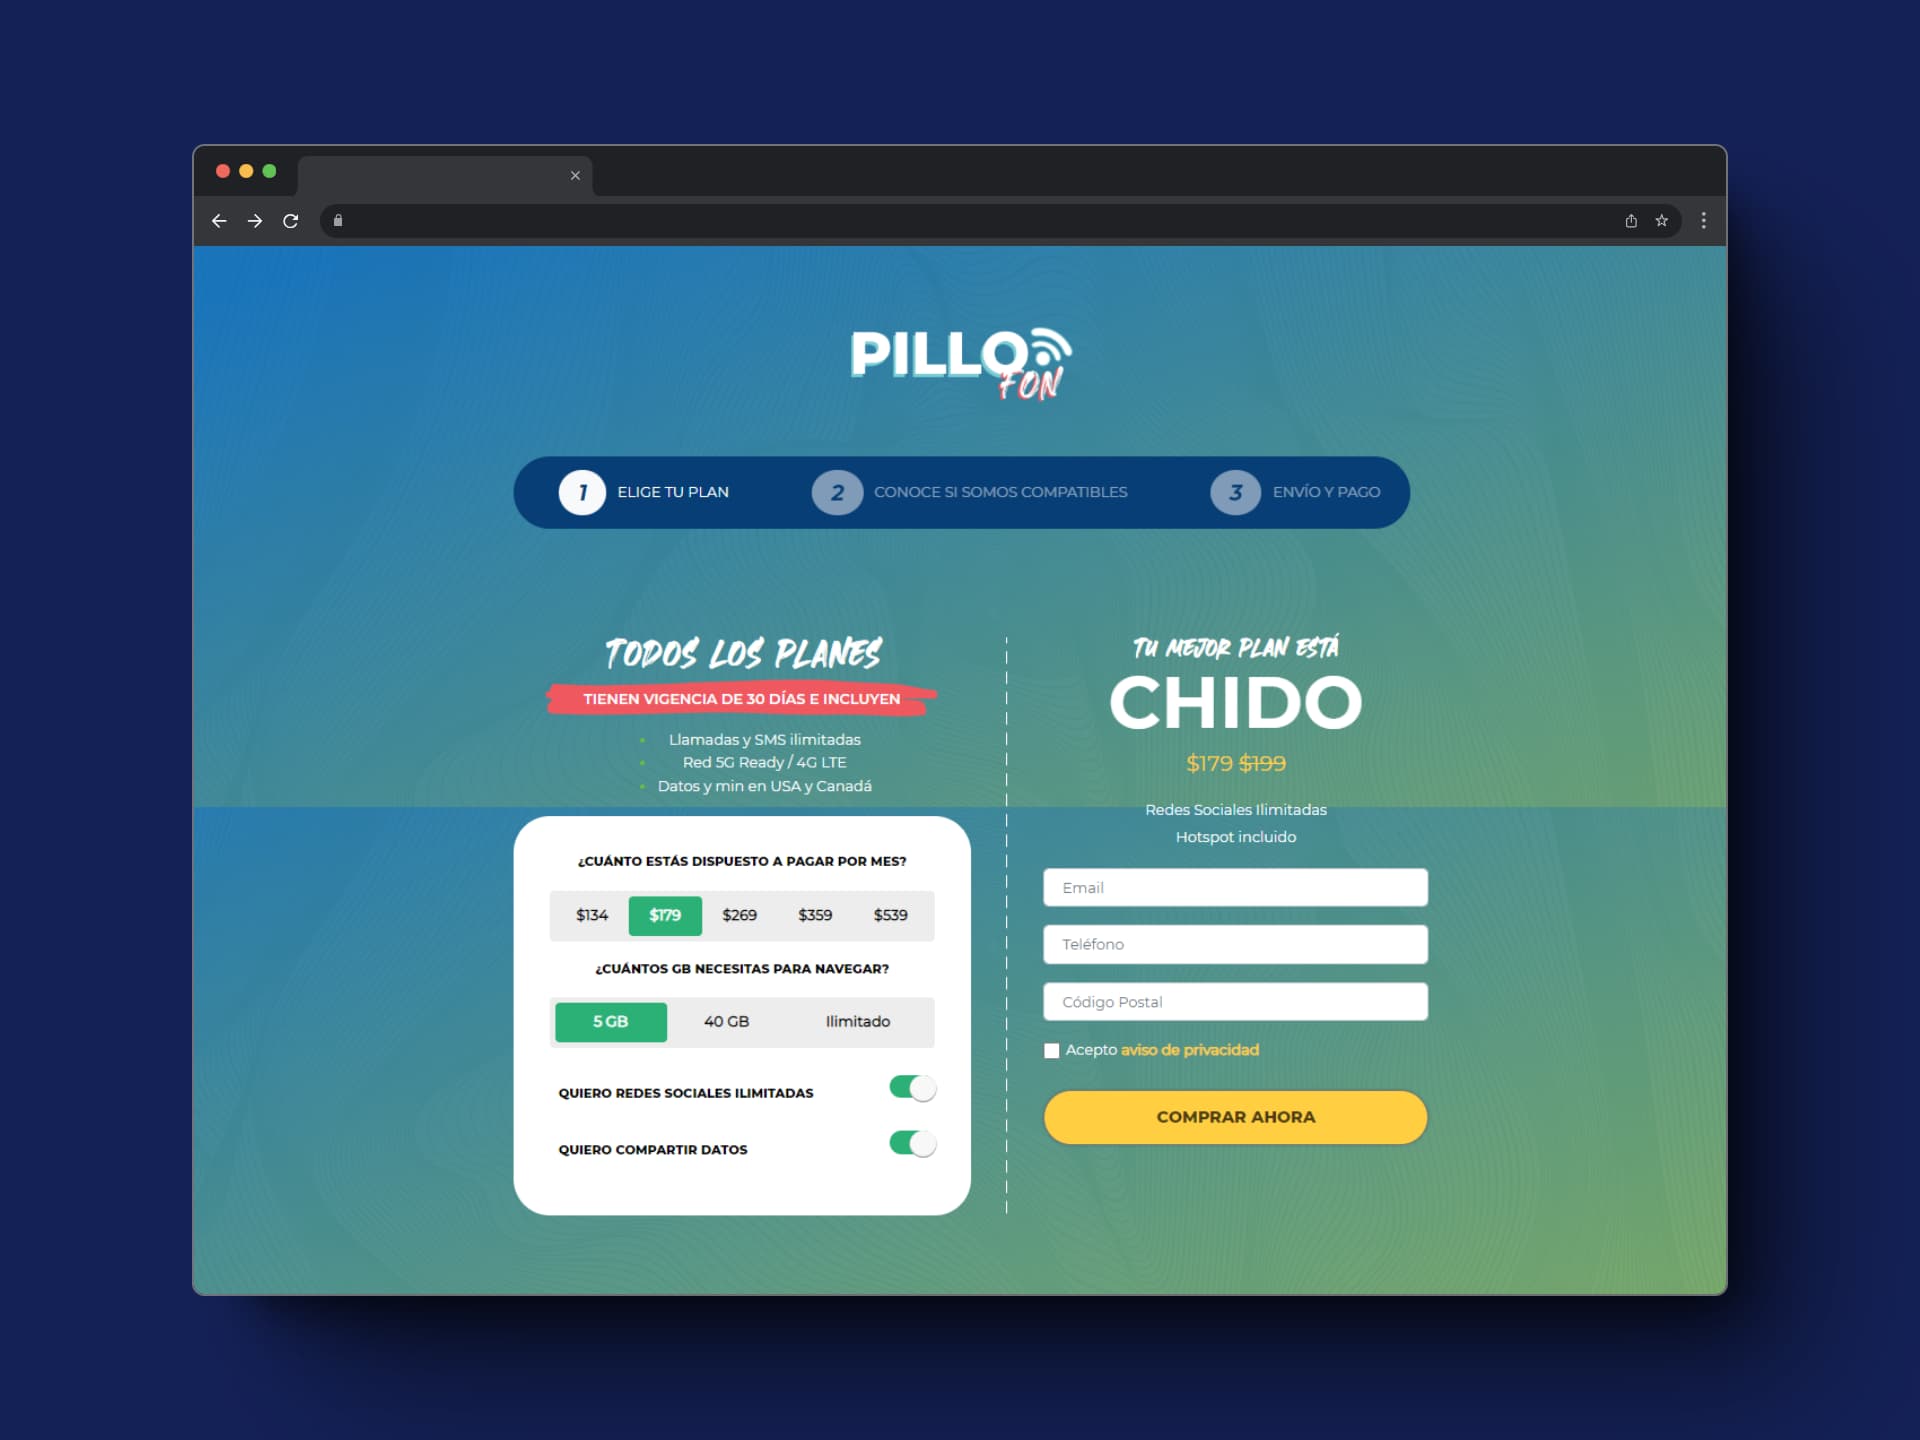 PILLO
FON
1 ELIGE TU PLAN
2 CONOCE SI SOMOS COMPATIBLES
3 ENVÍO Y PAGO
TODOS LOS PLANES
TIENEN VIGENCIA DE 30 DÍAS E INCLUYEN
Llamadas y SMS ilimitadas
Red 5G Ready / 4G LTE
Datos y min en USA y Canadá
¿CUÁNTO ESTÁS DISPUESTO A PAGAR POR MES?
$134 $179 $269 $359 $539
¿CUÁNTOS GB NECESITAS PARA NAVEGAR?
5 GB 40 GB Ilimitado
QUIERO REDES SOCIALES ILIMITADAS
QUIERO COMPARTIR DATOS
TU MEJOR PLAN ESTÁ
CHIDO
$179 $199
Redes Sociales Ilimitadas
Hotspot incluido
Email
Teléfono
Código Postal
Acepto aviso de privacidad
COMPRAR AHORA